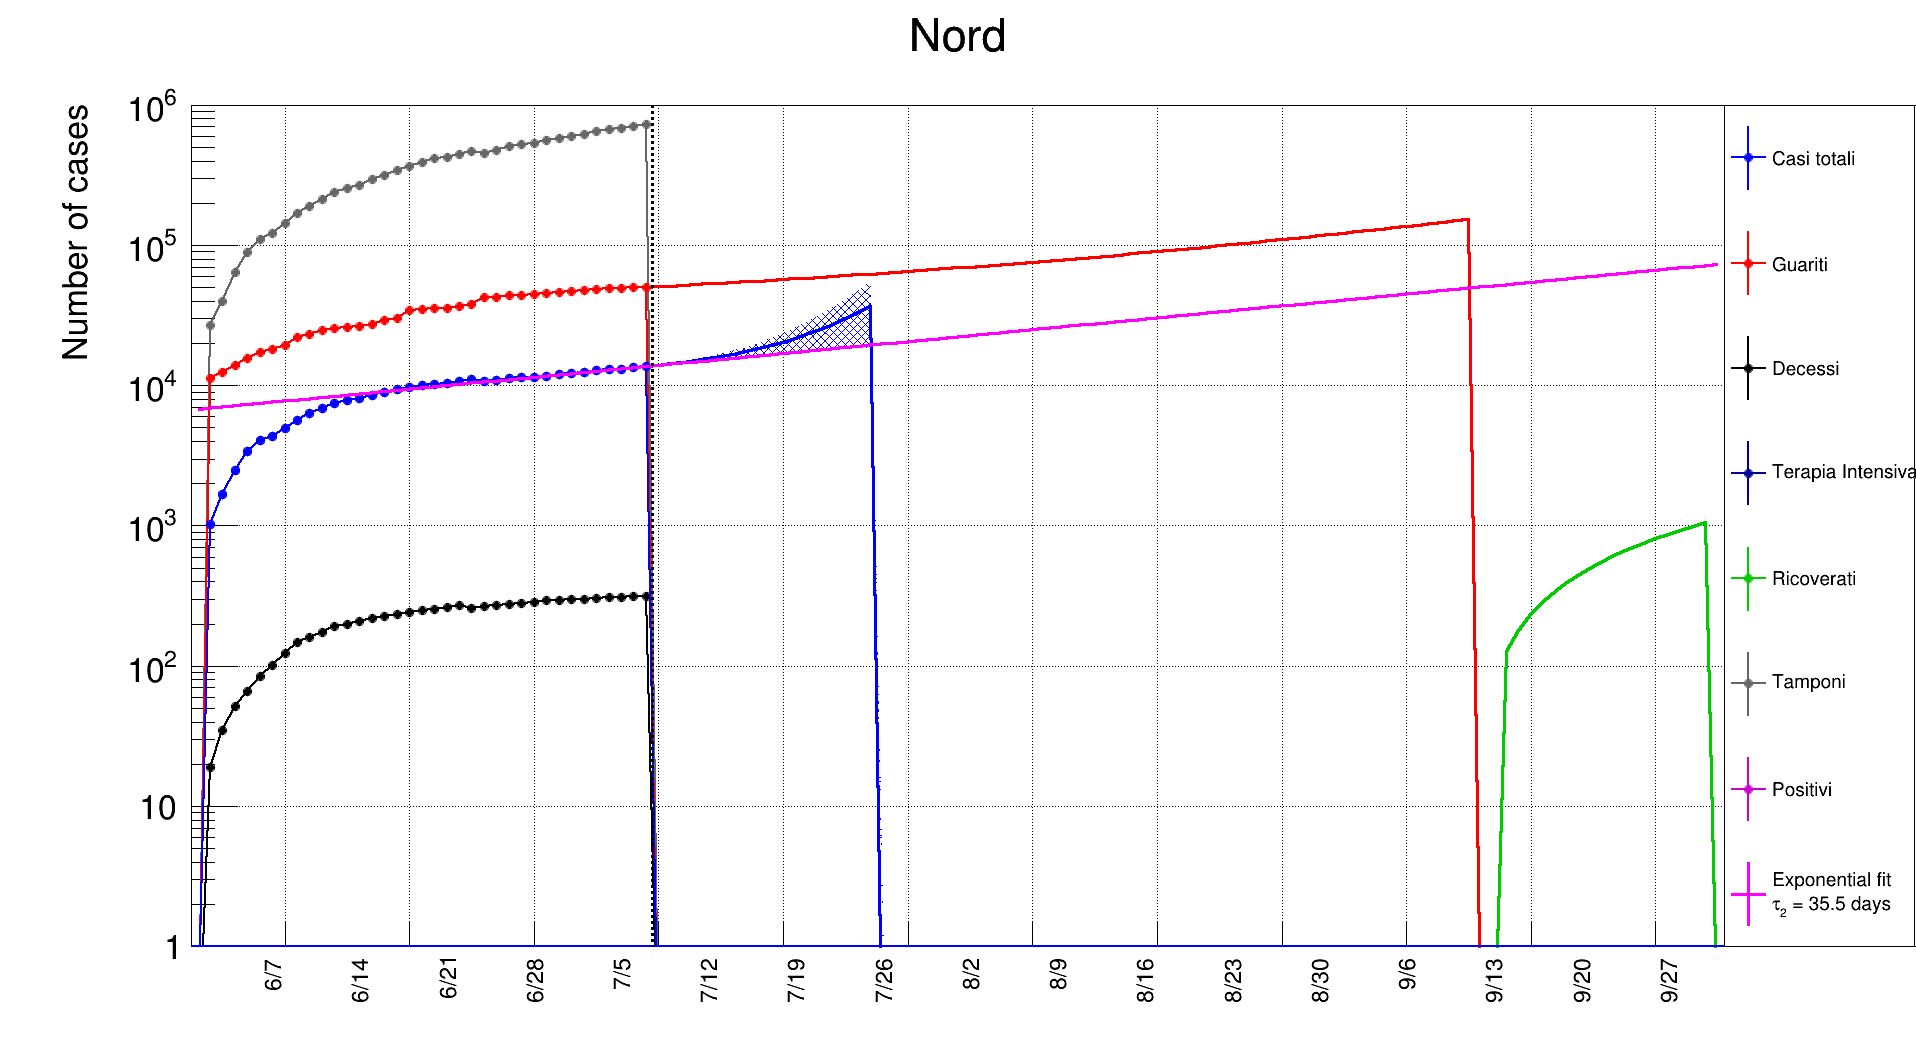 Nord
Number of cases
10^6
10^5
10^4
10^3
10^2
10
1
6/7
6/14
6/21
6/28
7/5
7/12
7/19
7/26
8/2
8/9
8/16
8/23
8/30
9/6
9/13
9/20
9/27
Casi totali
Guariti
Decessi
Terapia Intensiva
Ricoverati
Tamponi
Positivi
Exponential fit
τ₂ = 35.5 days